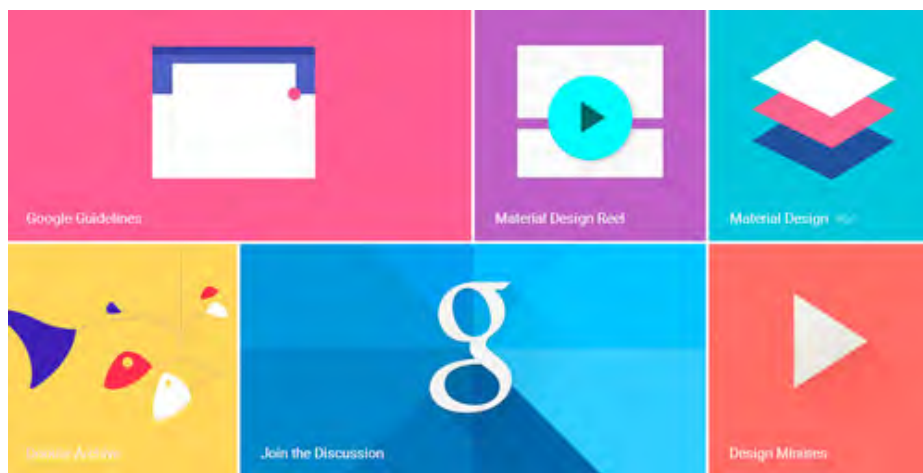 Google Guidelines
Material Design Reel
Material Design
g
Join the Discussion
Design Minutes